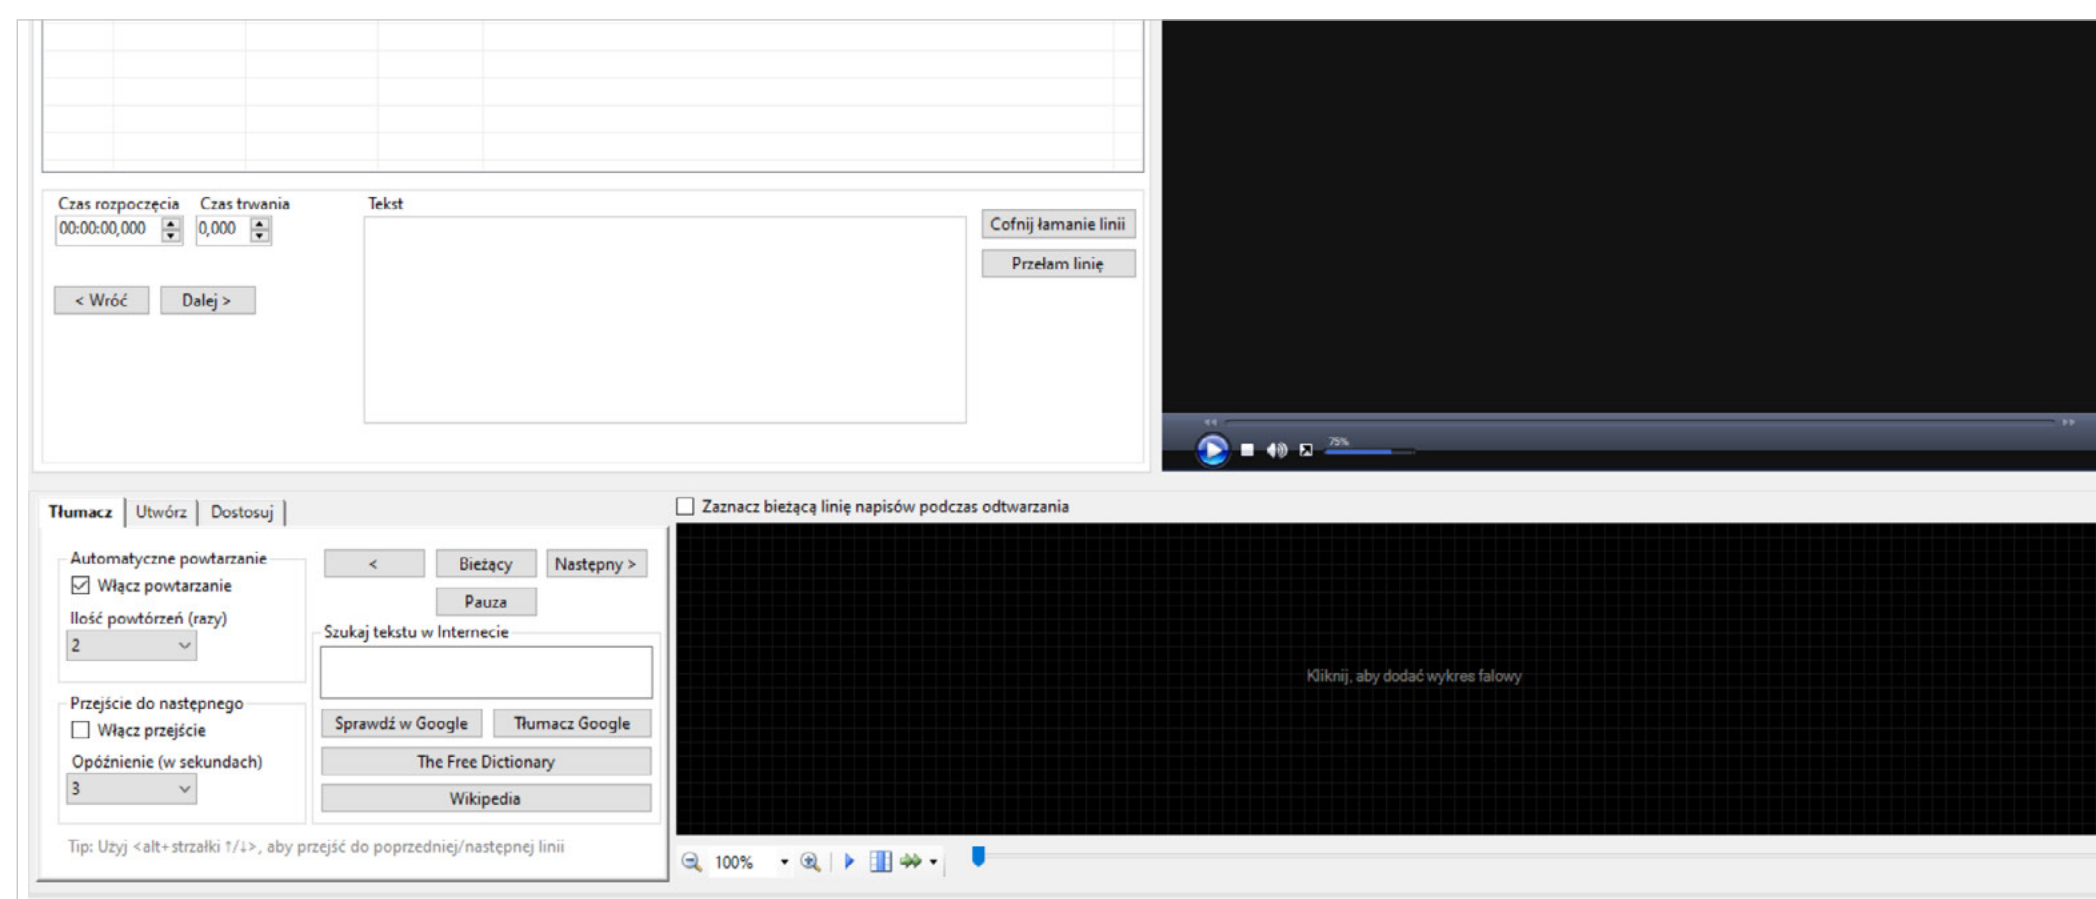 Czas rozpoczęcia Czas trwania Tekst
00:00:00,000 0,000
Cofnij łamanie linii
Przełam linię
< Wróć Dalej >
75%
Tłumacz Utwórz Dostosuj
Zaznacz bieżącą linię napisów podczas odtwarzania
Automatyczne powtarzanie
Włącz powtarzanie
Ilość powtórzeń (razy)
2
Przejście do następnego
Włącz przejście
Opóźnienie (w sekundach)
3
< Bieżący Następny >
Pauza
Szukaj tekstu w Internecie
Sprawdź w Google Tłumacz Google
The Free Dictionary
Wikipedia
Tip: Użyj <alt+strzałki ↑/↓>, aby przejść do poprzedniej/następnej linii
Kliknij, aby dodać wykres falowy
100%